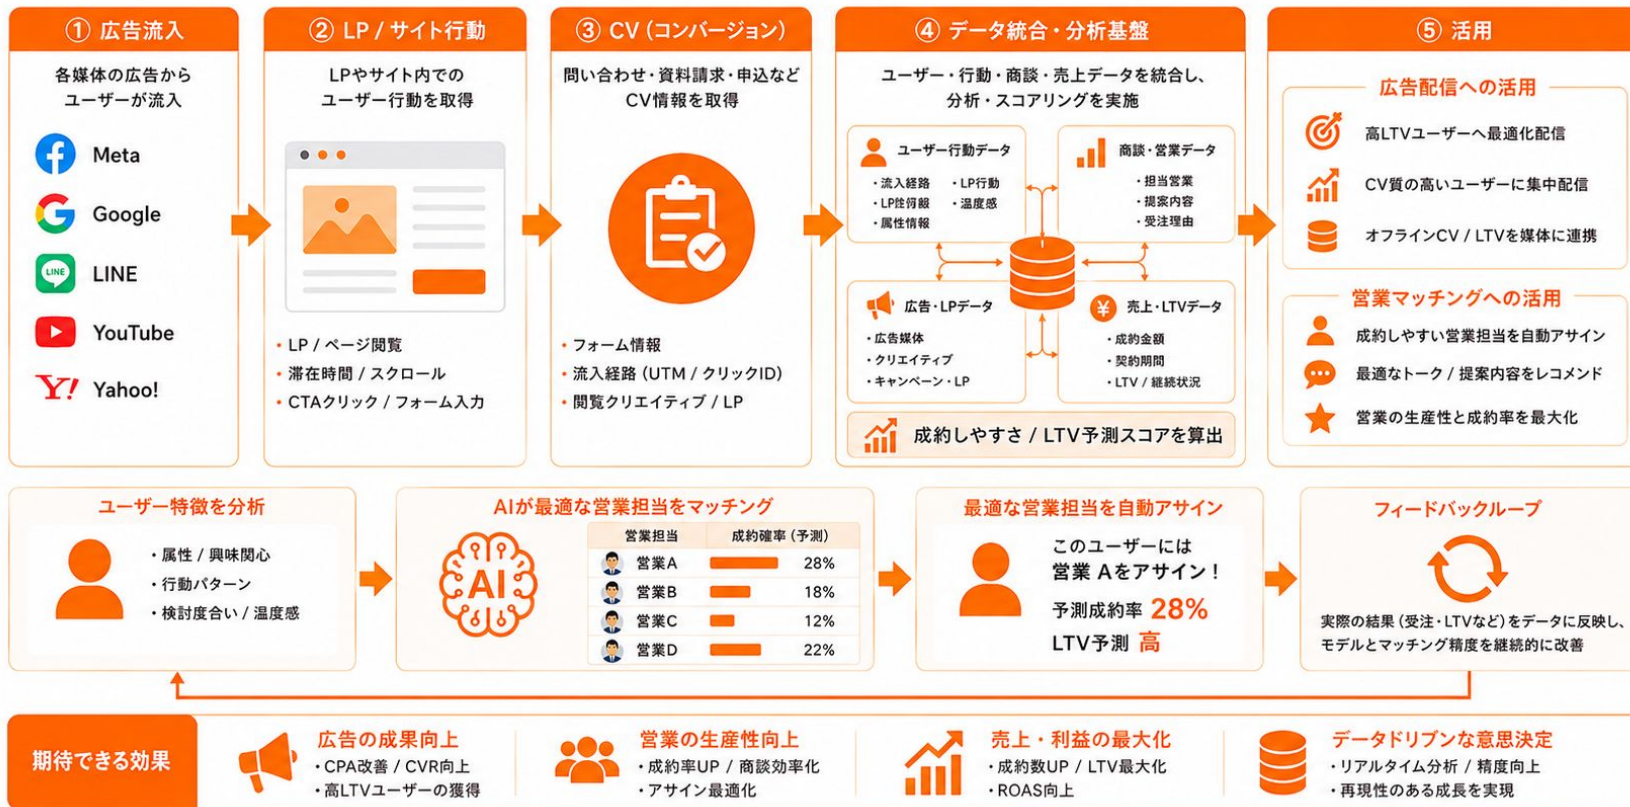 ① 広告流入
各媒体の広告から
ユーザーが流入
Meta
Google
LINE
LINE
YouTube
Y! Yahoo!
② LP / サイト行動
LPやサイト内での
ユーザー行動を取得
・LP / ページ閲覧
・滞在時間 / スクロール
・CTAクリック / フォーム入力
③ CV (コンバージョン)
問い合わせ・資料請求・申込など
CV情報を取得
・フォーム情報
・流入経路 (UTM / クリックID)
・閲覧クリエイティブ / LP
④ データ統合・分析基盤
ユーザー・行動・商談・売上データを統合し、
分析・スコアリングを実施
ユーザー行動データ
・流入経路 ・LP行動
・温度感
・属性情報
商談・営業データ
・担当営業
・提案内容
・受注理由
広告・LPデータ
・広告媒体
・クリエイティブ
・キャンペーン・LP
¥ 売上・LTVデータ
・成約金額
・契約期間
・LTV / 継続状況
成約しやすさ / LTV予測スコアを算出
⑤ 活用
広告配信への活用
高LTVユーザーへ最適化配信
CV質の高いユーザーに集中配信
オフラインCV / LTVを媒体に連携
営業マッチングへの活用
成約しやすい営業担当を自動アサイン
最適なトーク / 提案内容をレコメンド
営業の生産性と成約率を最大化
ユーザー特徴を分析
・属性 / 興味関心
・行動パターン
・検討度合い / 温度感
AIが最適な営業担当をマッチング
AI
営業担当 成約確率 (予測)
営業A 28%
営業B 18%
営業C 12%
営業D 22%
最適な営業担当を自動アサイン
このユーザーには
営業 Aをアサイン！
予測成約率 28%
LTV予測 高
フィードバックループ
実際の結果 (受注・LTVなど) をデータに反映し、
モデルとマッチング精度を継続的に改善
期待できる効果
広告の成果向上
・CPA改善 / CVR向上
・高LTVユーザーの獲得
営業の生産性向上
・成約率UP / 商談効率化
・アサイン最適化
売上・利益の最大化
・成約数UP / LTV最大化
・ROAS向上
データドリブンな意思決定
・リアルタイム分析 / 精度向上
・再現性のある成長を実現